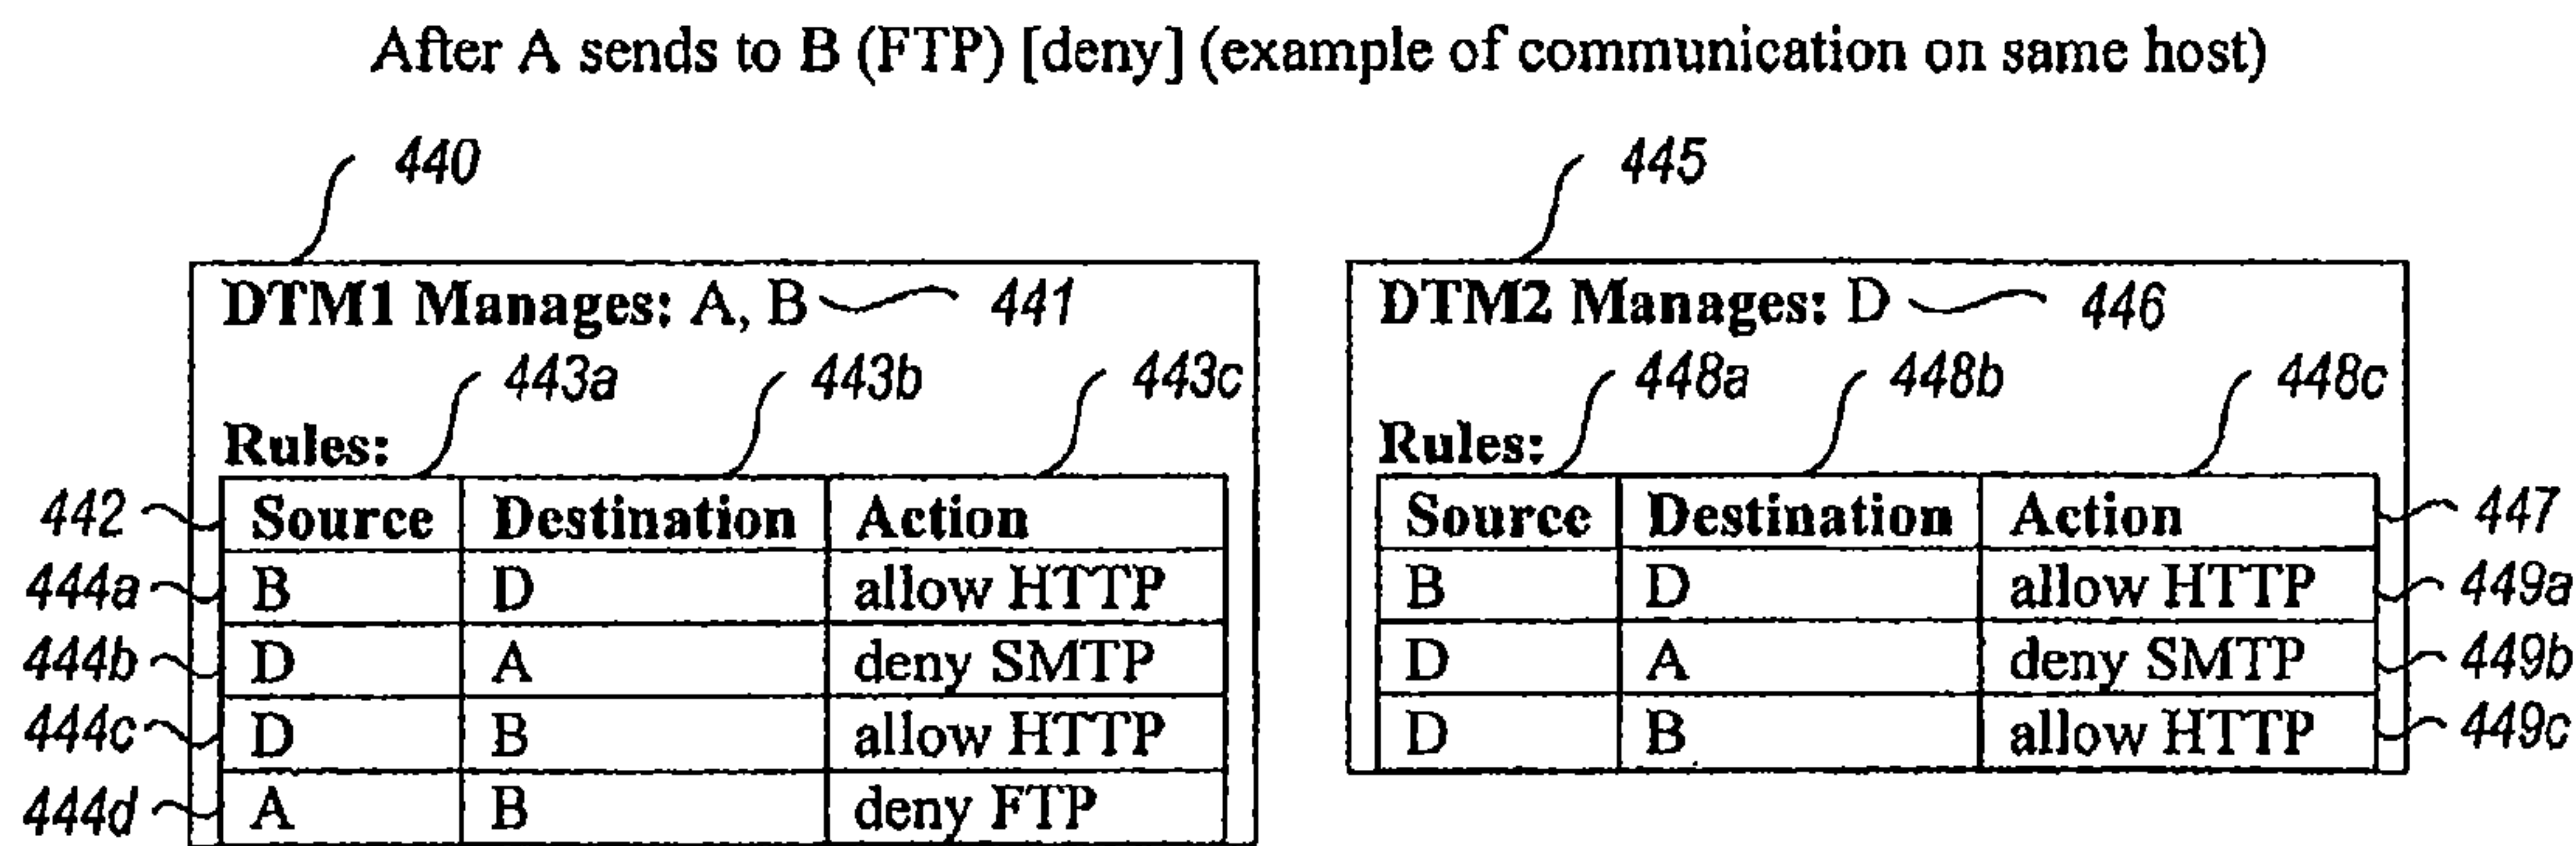 After A sends to B (FTP) [deny] (example of communication on same host)
440
445
DTM1 Manages: A, B 441
DTM2 Manages: D 446
443a 443b 443c
448a 448b 448c
Rules:
Rules:
442 Source Destination Action
Source Destination Action 447
444a B D allow HTTP
B D allow HTTP 449a
444b D A deny SMTP
D A deny SMTP 449b
444c D B allow HTTP
D B allow HTTP 449c
444d A B deny FTP